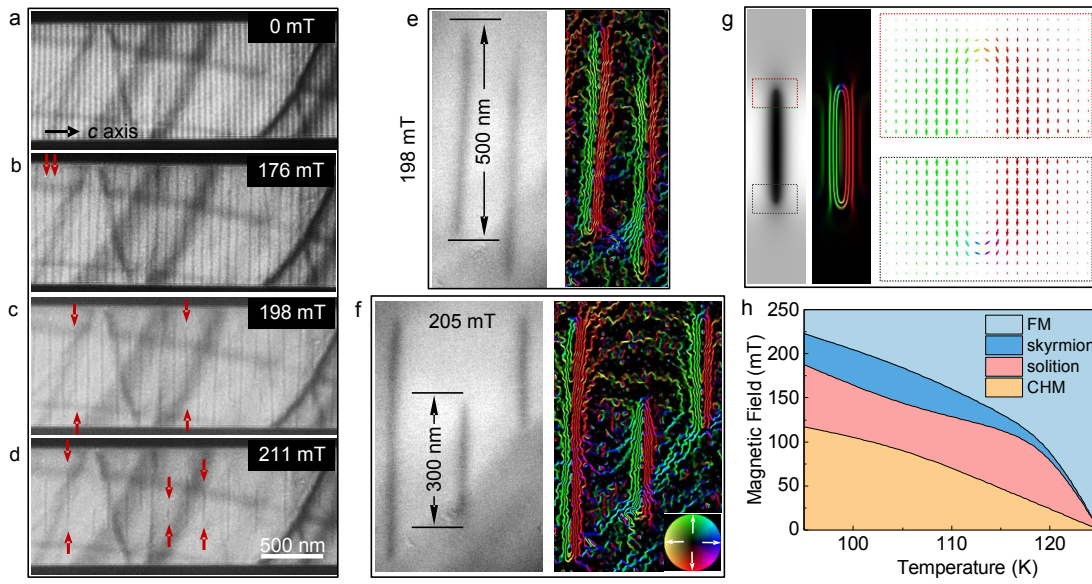 a
0 mT
c axis
b
176 mT
c
198 mT
d
211 mT
500 nm
e
198 mT
500 nm
f
205 mT
300 nm
g
h
FM
skyrmion
solition
CHM
Magnetic Field (mT)
250
200
150
100
50
0
100
110
120
Temperature (K)